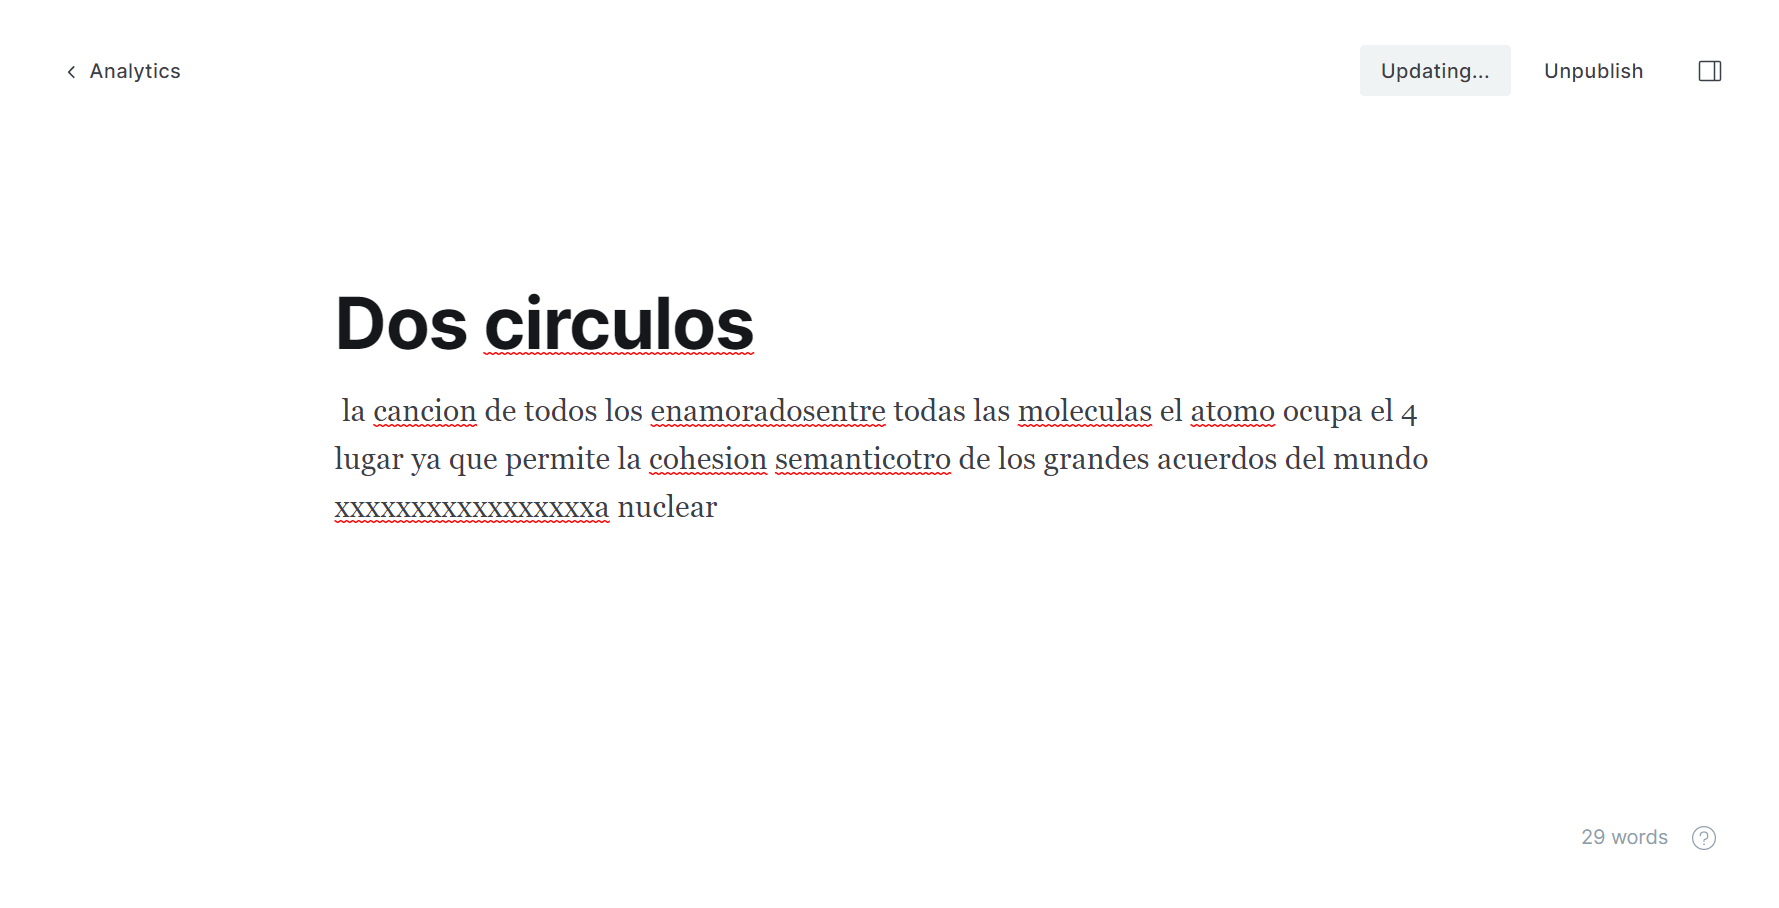 Analytics
Updating...
Unpublish
Dos circulos
la cancion de todos los enamoradosentre todas las moleculas el atomo ocupa el 4
lugar ya que permite la cohesion semanticotro de los grandes acuerdos del mundo
xxxxxxxxxxxxxxxxxa nuclear
29 words
?